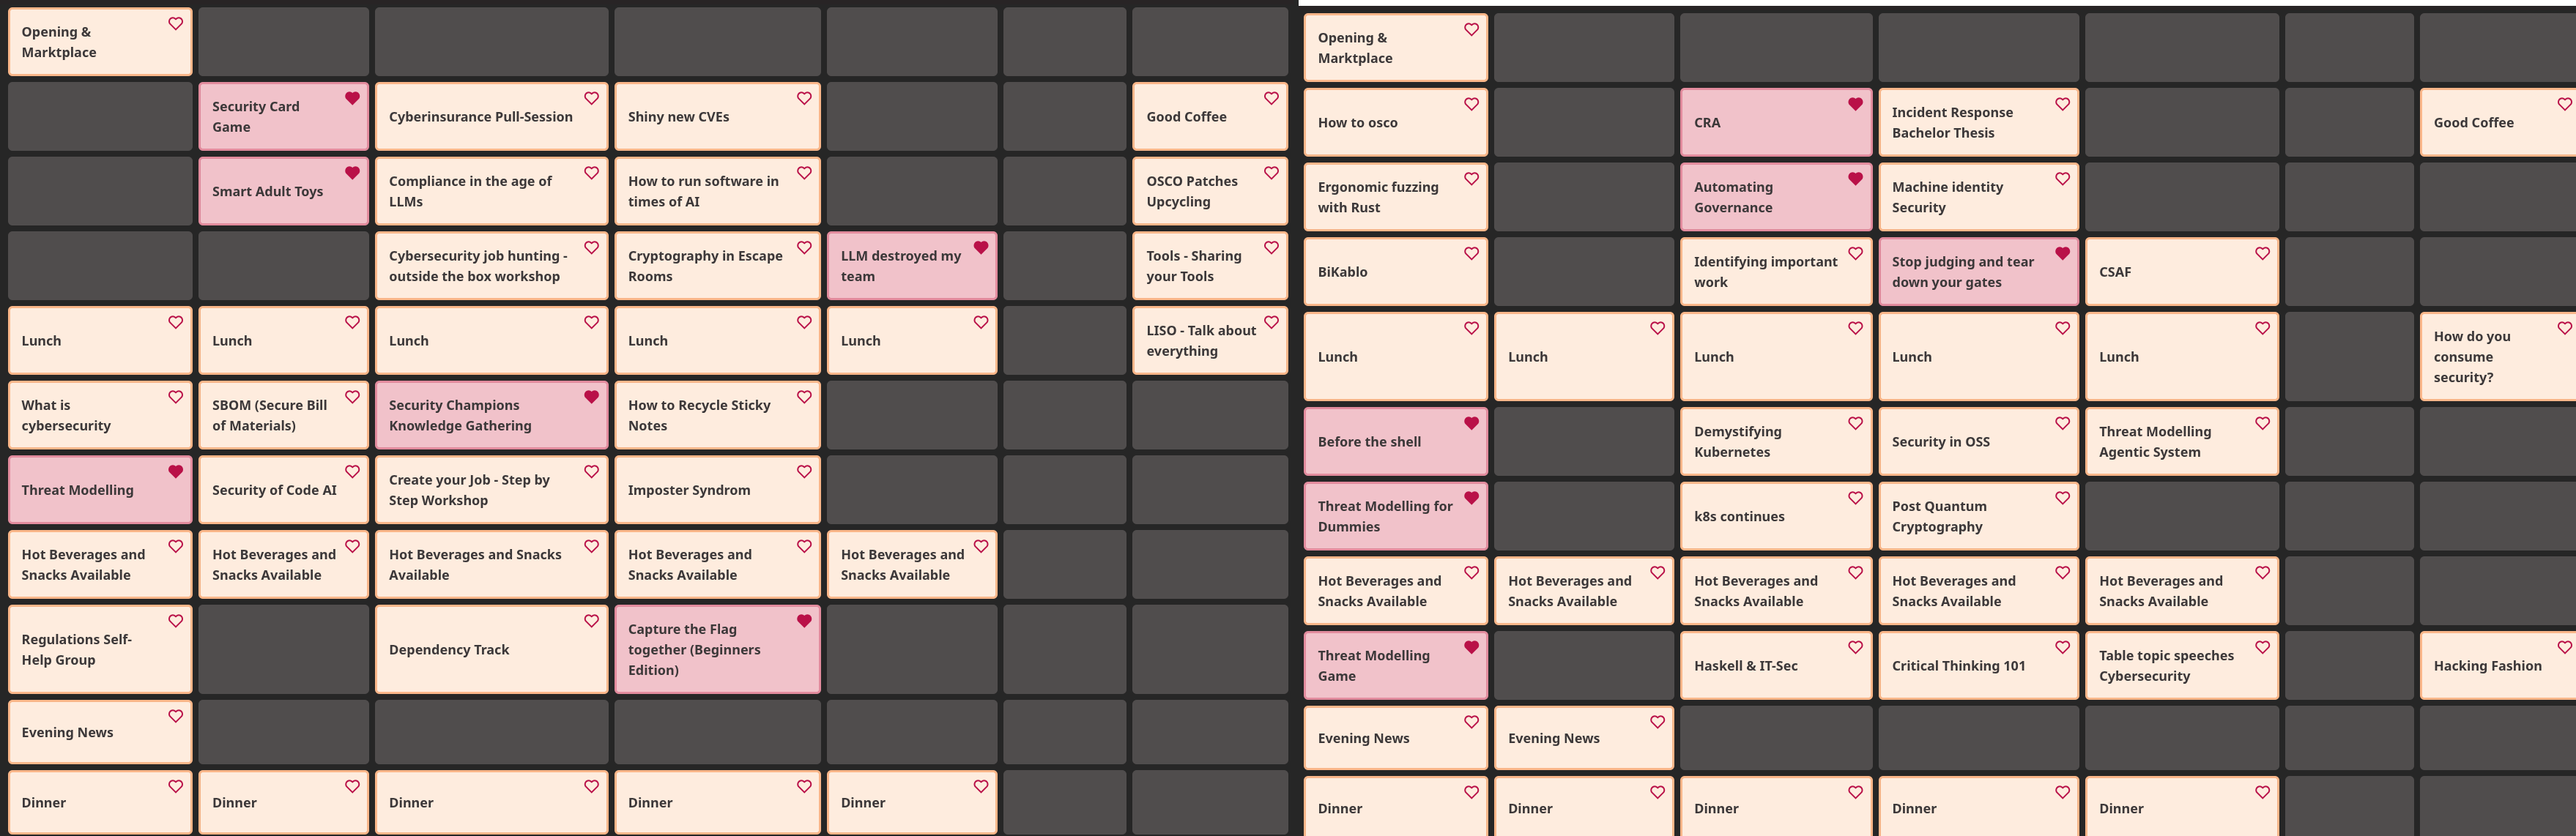 Opening &
Marktplace
Security Card
Game
Cyberinsurance Pull-Session
Shiny new CVEs
Good Coffee
Smart Adult Toys
Compliance in the age of
LLMs
How to run software in
times of AI
OSCO Patches
Upcycling
Cybersecurity job hunting -
outside the box workshop
Cryptography in Escape
Rooms
LLM destroyed my
team
Tools - Sharing
your Tools
Lunch
Lunch
Lunch
Lunch
Lunch
LISO - Talk about
everything
What is
cybersecurity
SBOM (Secure Bill
of Materials)
Security Champions
Knowledge Gathering
How to Recycle Sticky
Notes
Threat Modelling
Security of Code AI
Create your Job - Step by
Step Workshop
Imposter Syndrom
Hot Beverages and
Snacks Available
Hot Beverages and
Snacks Available
Hot Beverages and Snacks
Available
Hot Beverages and
Snacks Available
Hot Beverages and
Snacks Available
Regulations Self-
Help Group
Dependency Track
Capture the Flag
together (Beginners
Edition)
Evening News
Dinner
Dinner
Dinner
Dinner
Dinner
Opening &
Marktplace
How to osco
CRA
Incident Response
Bachelor Thesis
Good Coffee
Ergonomic fuzzing
with Rust
Automating
Governance
Machine identity
Security
BiKablo
Identifying important
work
Stop judging and tear
down your gates
CSAF
Lunch
Lunch
Lunch
Lunch
Lunch
How do you
consume
security?
Before the shell
Demystifying
Kubernetes
Security in OSS
Threat Modelling
Agentic System
Threat Modelling for
Dummies
k8s continues
Post Quantum
Cryptography
Hot Beverages and
Snacks Available
Hot Beverages and
Snacks Available
Hot Beverages and
Snacks Available
Hot Beverages and
Snacks Available
Hot Beverages and
Snacks Available
Threat Modelling
Game
Haskell & IT-Sec
Critical Thinking 101
Table topic speeches
Cybersecurity
Hacking Fashion
Evening News
Evening News
Dinner
Dinner
Dinner
Dinner
Dinner